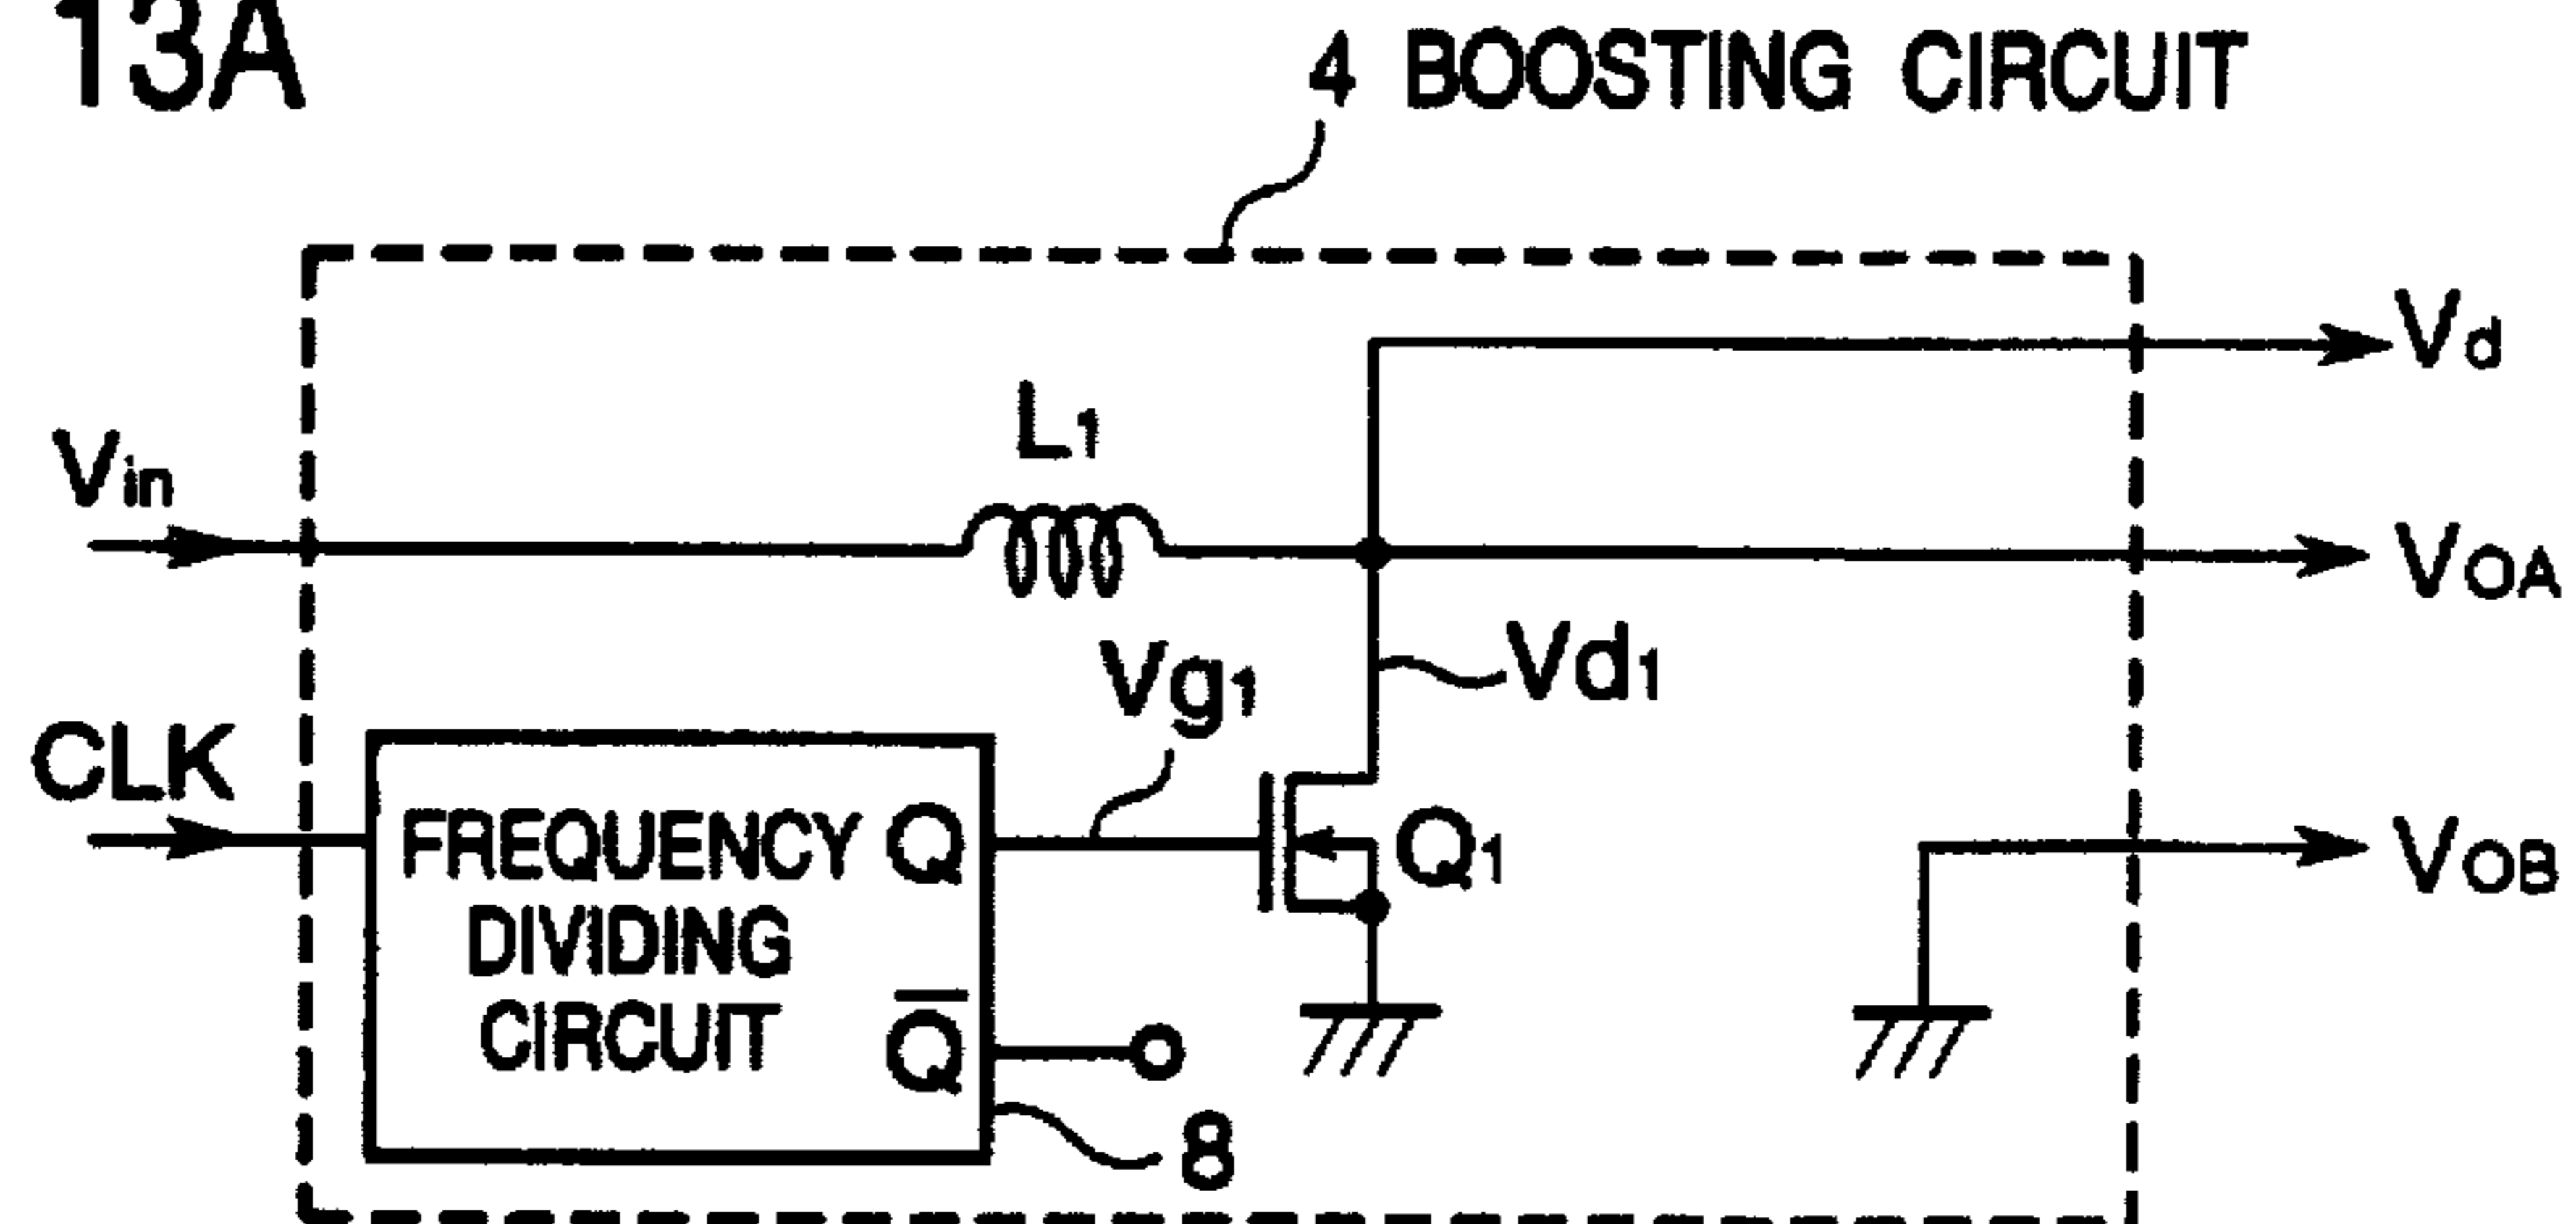 13A
4 BOOSTING CIRCUIT
Vd
L1
Vin
VOA
Vg1
Vd1
CLK
FREQUENCY Q
DIVIDING
CIRCUIT
Q̅
Q1
VOB
8